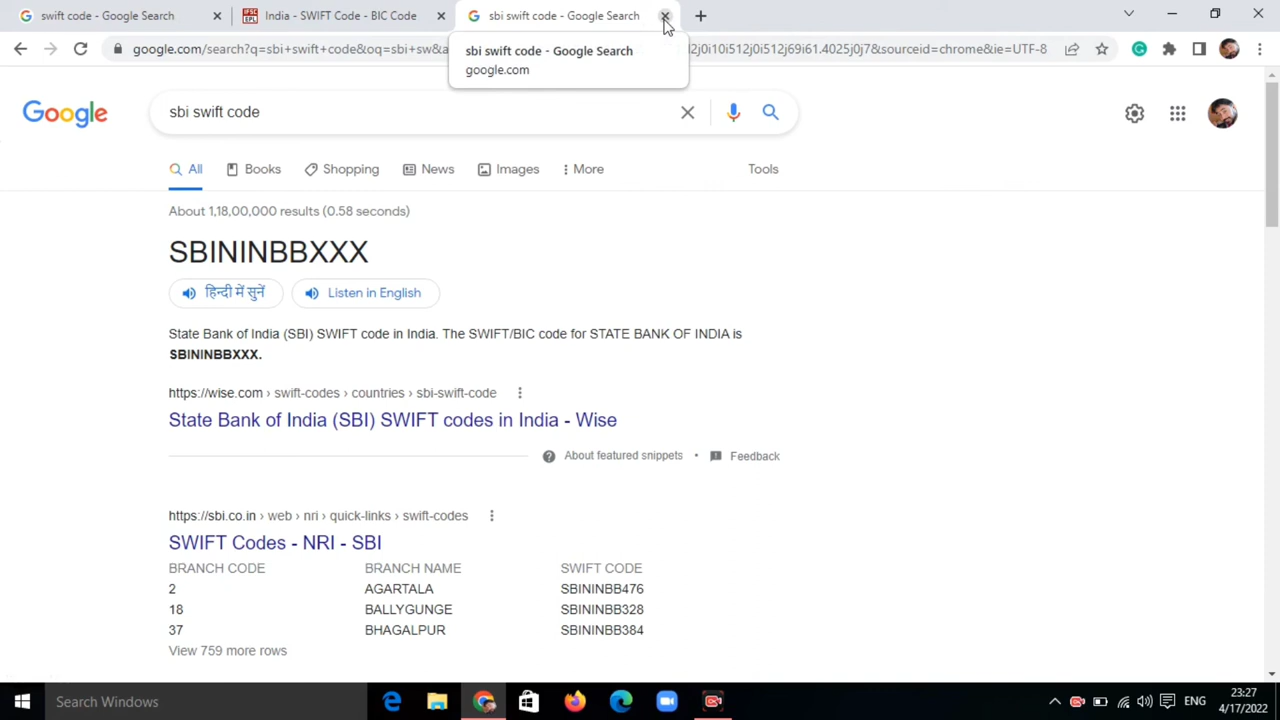 swift code - Google Search
India - SWIFT Code - BIC Code
sbi swift code - Google Search
google.com/search?q=sbi+swift+code&oq=sbi+sw&a
2j0i10i512j0i512j69i61.4025j0j7&sourceid=chrome&ie=UTF-8
sbi swift code - Google Search
google.com
Google
sbi swift code
All
Books
Shopping
News
Images
More
Tools
About 1,18,00,000 results (0.58 seconds)
SBININBBXXX
हिन्दी में सुनें
Listen in English
State Bank of India (SBI) SWIFT code in India. The SWIFT/BIC code for STATE BANK OF INDIA is
SBININBBXXX.
https://wise.com › swift-codes › countries › sbi-swift-code
State Bank of India (SBI) SWIFT codes in India - Wise
About featured snippets
Feedback
https://sbi.co.in › web › nri › quick-links › swift-codes
SWIFT Codes - NRI - SBI
BRANCH CODE BRANCH NAME SWIFT CODE
2 AGARTALA SBININBB476
18 BALLYGUNGE SBININBB328
37 BHAGALPUR SBININBB384
View 759 more rows
Search Windows
ENG
23:27
4/17/2022